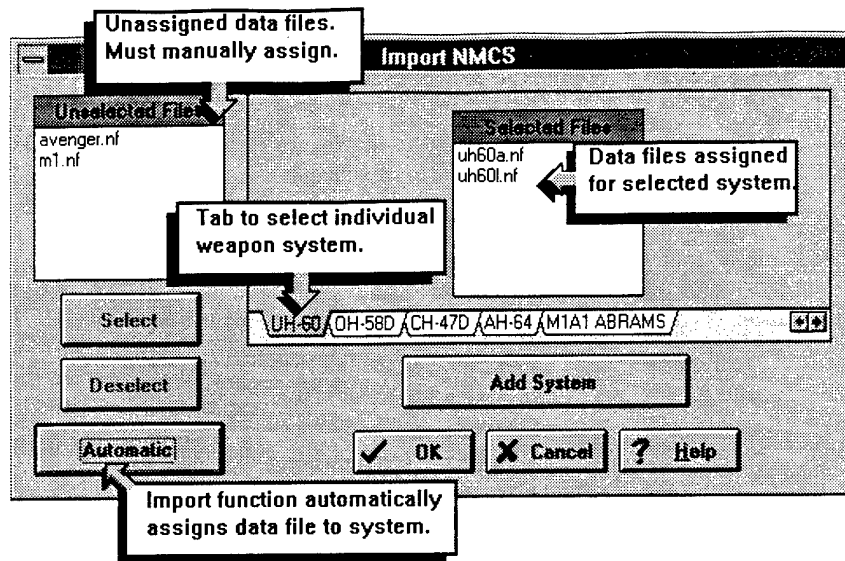 Unassigned data files.
Must manually assign.
Import NMCS
Unselected Files
avenger.nf
m1.nf
Selected Files
uh60a.nf
uh60l.nf
Data files assigned
for selected system.
Tab to select individual
weapon system.
UH-60 OH-58D CH-47D AH-64 M1A1 ABRAMS
Select
Deselect
Automatic
Add System
OK Cancel ? Help
Import function automatically
assigns data file to system.